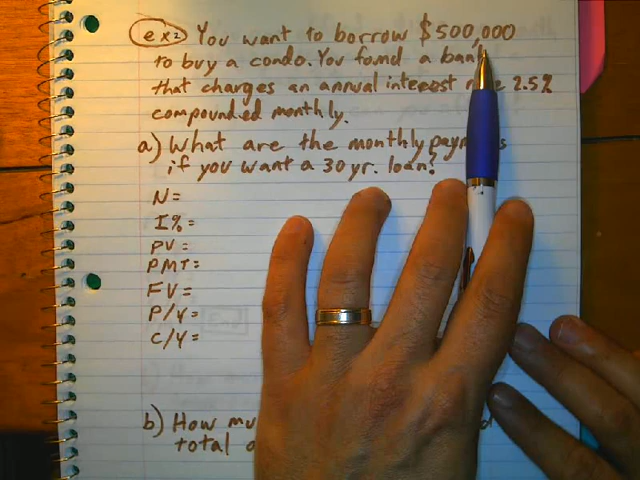 ex2 You want to borrow $500,000
to buy a condo. You found a bank
that charges an annual interest 2.5%
compounded monthly.
a) What are the monthly
if you want a 30 yr. loan?
N=
I%=
PV=
PMT=
FV=
P/Y=
C/Y=
b) How
total